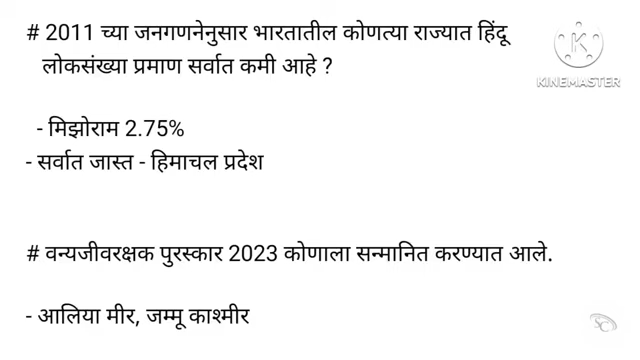 # 2011 च्या जनगणनेनुसार भारतातील कोणत्या राज्यात हिंदू
लोकसंख्या प्रमाण सर्वात कमी आहे ?
KINEMASTER
- मिझोराम 2.75%
- सर्वात जास्त - हिमाचल प्रदेश
# वन्यजीवरक्षक पुरस्कार 2023 कोणाला सन्मानित करण्यात आले.
- आलिया मीर, जम्मू काश्मीर